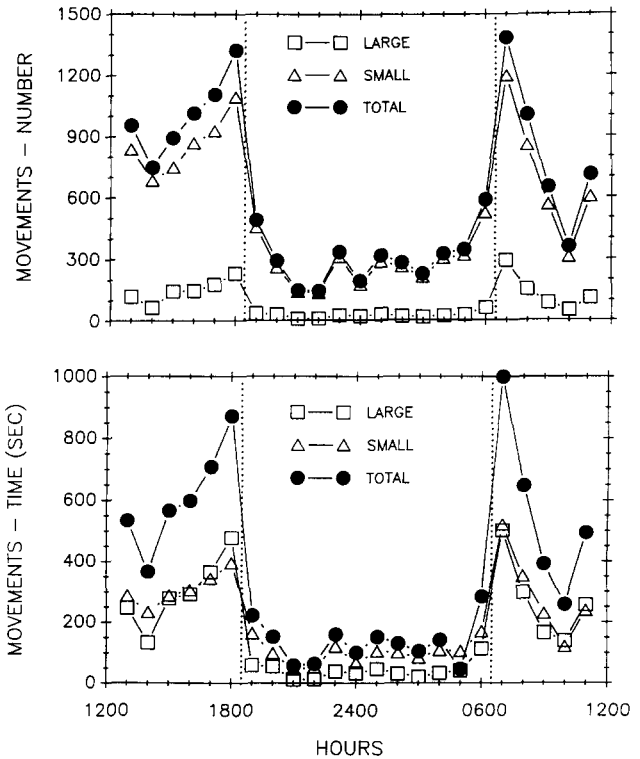 1500
1200
900
600
300
0
MOVEMENTS – NUMBER
LARGE
SMALL
TOTAL
1000
800
600
400
200
0
MOVEMENTS – TIME (SEC)
LARGE
SMALL
TOTAL
1200 1800 2400 0600 1200
HOURS